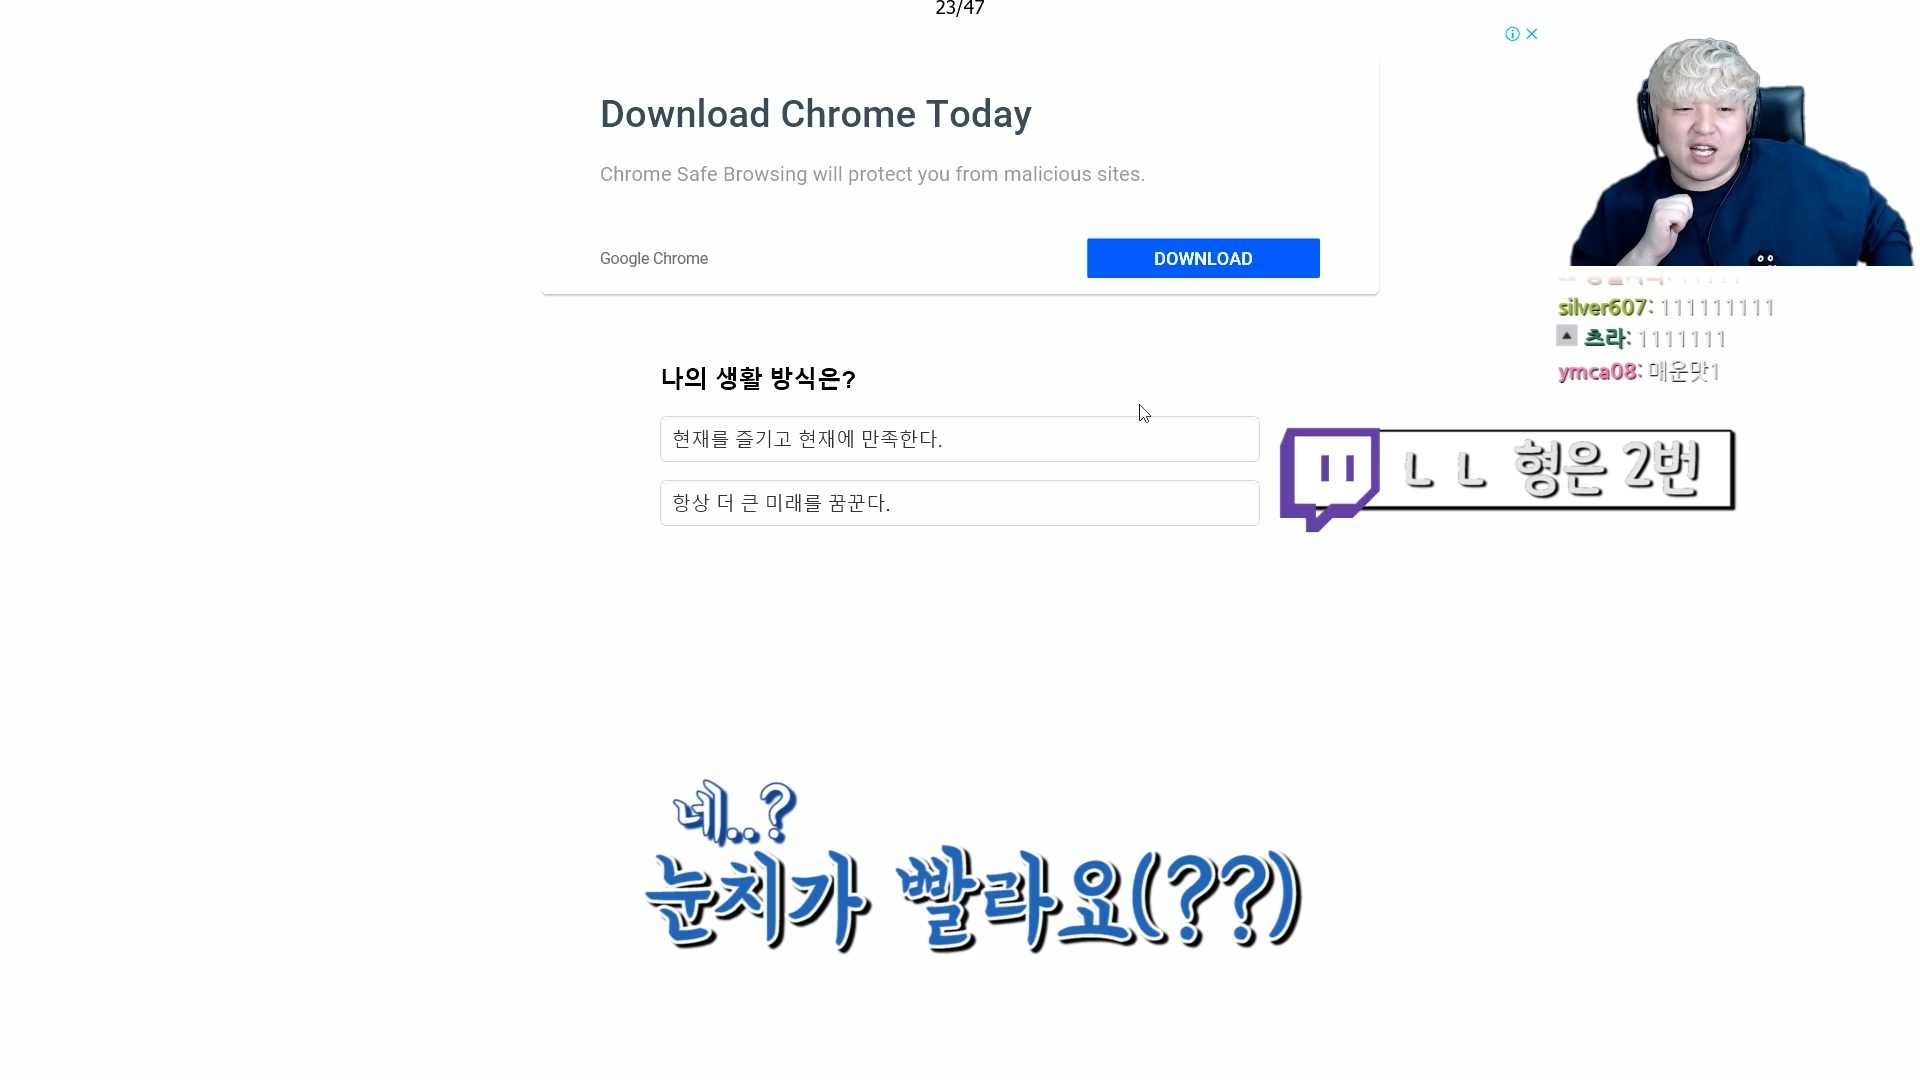 23/47
Download Chrome Today
Chrome Safe Browsing will protect you from malicious sites.
Google Chrome
DOWNLOAD
silver607: 111111111
츠라: 1111111
ymca08: 매운맛1
나의 생활 방식은?
현재를 즐기고 현재에 만족한다.
항상 더 큰 미래를 꿈꾼다.
ㄴ ㄴ 형은 2번
네..?
눈치가 빨라요(??)